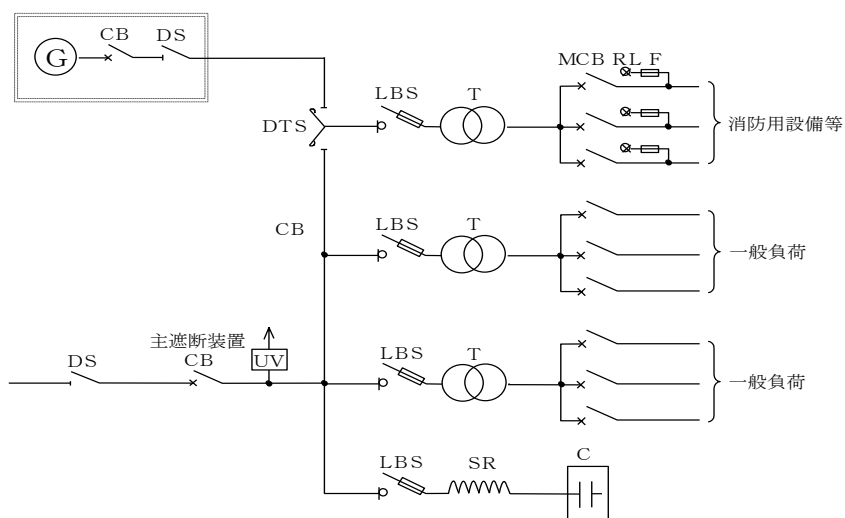 CB DS
G
MCB RL F
LBS T
DTS
消防用設備等
LBS T
CB
一般負荷
主遮断装置
LBS T
DS CB UV
一般負荷
LBS SR C